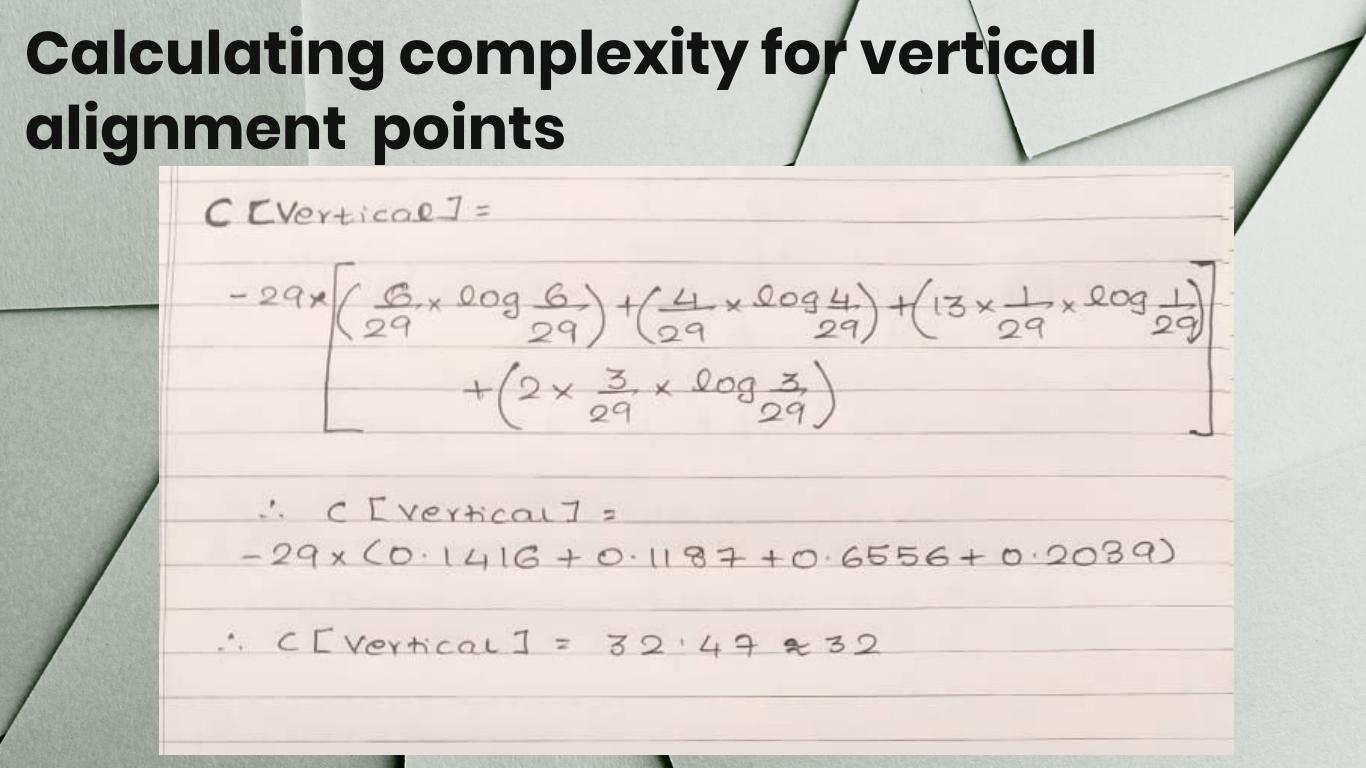 Calculating complexity for vertical
alignment points
C [Vertical] =
-29 × [ ( 6/29 × log 6/29 ) + ( 4/29 × log 4/29 ) + ( 13 × 1/29 × log 1/29 )
+ ( 2 × 3/29 × log 3/29 ) ]
∴ C [Vertical] =
-29 × (0.1416 + 0.1187 + 0.6556 + 0.2039)
∴ C [Vertical] = 32.47 ≈ 32